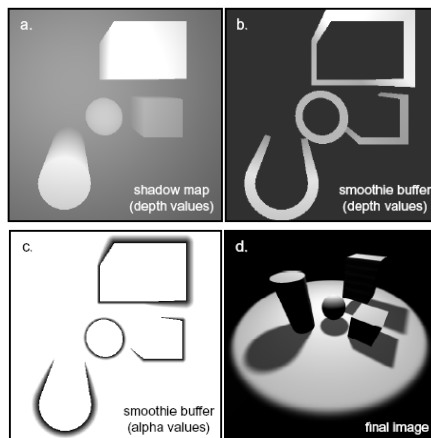 a.
shadow map
(depth values)
b.
smoothie buffer
(depth values)
c.
smoothie buffer
(alpha values)
d.
final image